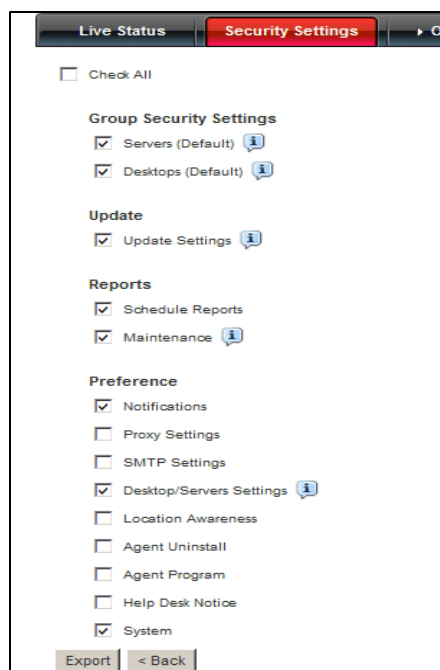 Live Status Security Settings
Check All
Group Security Settings
Servers (Default)
Desktops (Default)
Update
Update Settings
Reports
Schedule Reports
Maintenance
Preference
Notifications
Proxy Settings
SMTP Settings
Desktop/Servers Settings
Location Awareness
Agent Uninstall
Agent Program
Help Desk Notice
System
Export < Back